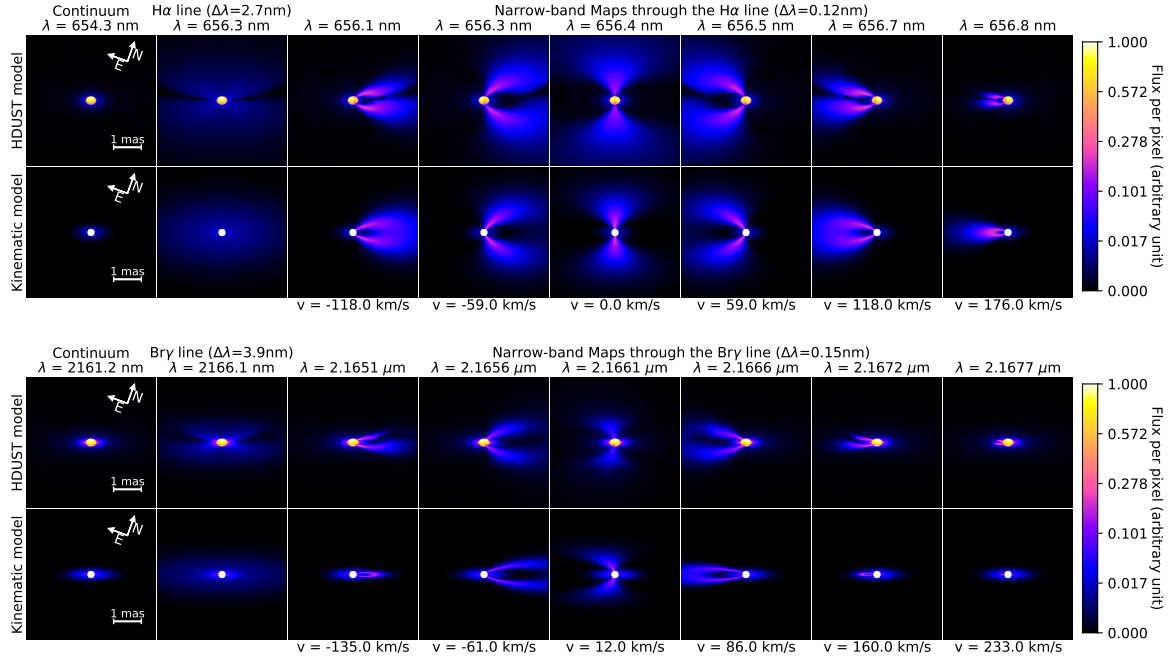 Continuum Hα line (Δλ=2.7nm) Narrow-band Maps through the Hα line (Δλ=0.12nm)
λ = 654.3 nm λ = 656.3 nm λ = 656.1 nm λ = 656.3 nm λ = 656.4 nm λ = 656.5 nm λ = 656.7 nm λ = 656.8 nm
HDUST model
N
E
1 mas
Kinematic model
N
E
1 mas
v = -118.0 km/s v = -59.0 km/s v = 0.0 km/s v = 59.0 km/s v = 118.0 km/s v = 176.0 km/s
1.000
0.572
0.278
0.101
0.017
0.000
Flux per pixel (arbitrary unit)
Continuum Brγ line (Δλ=3.9nm) Narrow-band Maps through the Brγ line (Δλ=0.15nm)
λ = 2161.2 nm λ = 2166.1 nm λ = 2.1651 μm λ = 2.1656 μm λ = 2.1661 μm λ = 2.1666 μm λ = 2.1672 μm λ = 2.1677 μm
HDUST model
N
E
1 mas
Kinematic model
N
E
1 mas
v = -135.0 km/s v = -61.0 km/s v = 12.0 km/s v = 86.0 km/s v = 160.0 km/s v = 233.0 km/s
1.000
0.572
0.278
0.101
0.017
0.000
Flux per pixel (arbitrary unit)